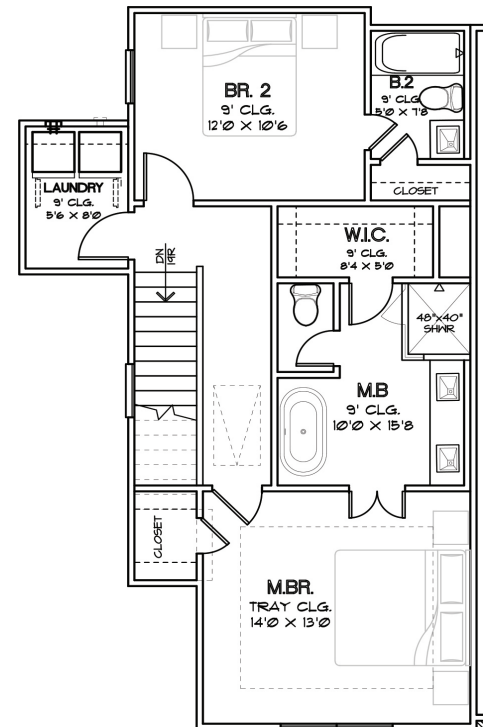 BR. 2
9' CLG.
12'0 X 10'6
B.2
9' CLG.
5'0 X 7'8
CLOSET
LAUNDRY
9' CLG.
5'6 X 8'0
W.I.C.
9' CLG.
8'4 X 5'0
DN
19R
48"x40"
SHWR
M.B
9' CLG.
10'0 X 15'8
CLOSET
M.BR.
TRAY CLG.
14'0 X 13'0